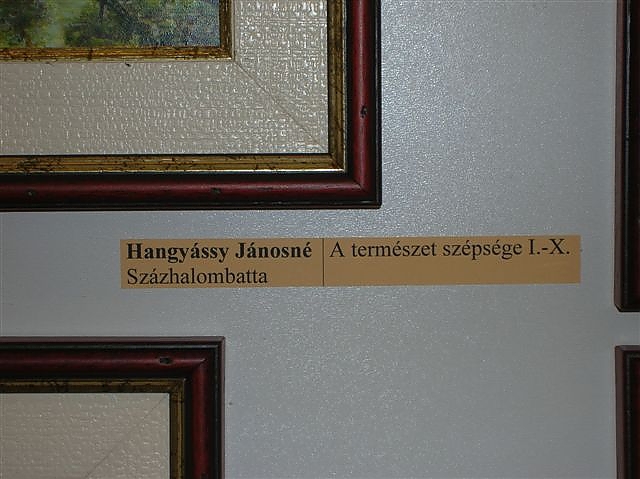 Hangyássy Jánosné
Százhalombatta
A természet szépsége I.-X.